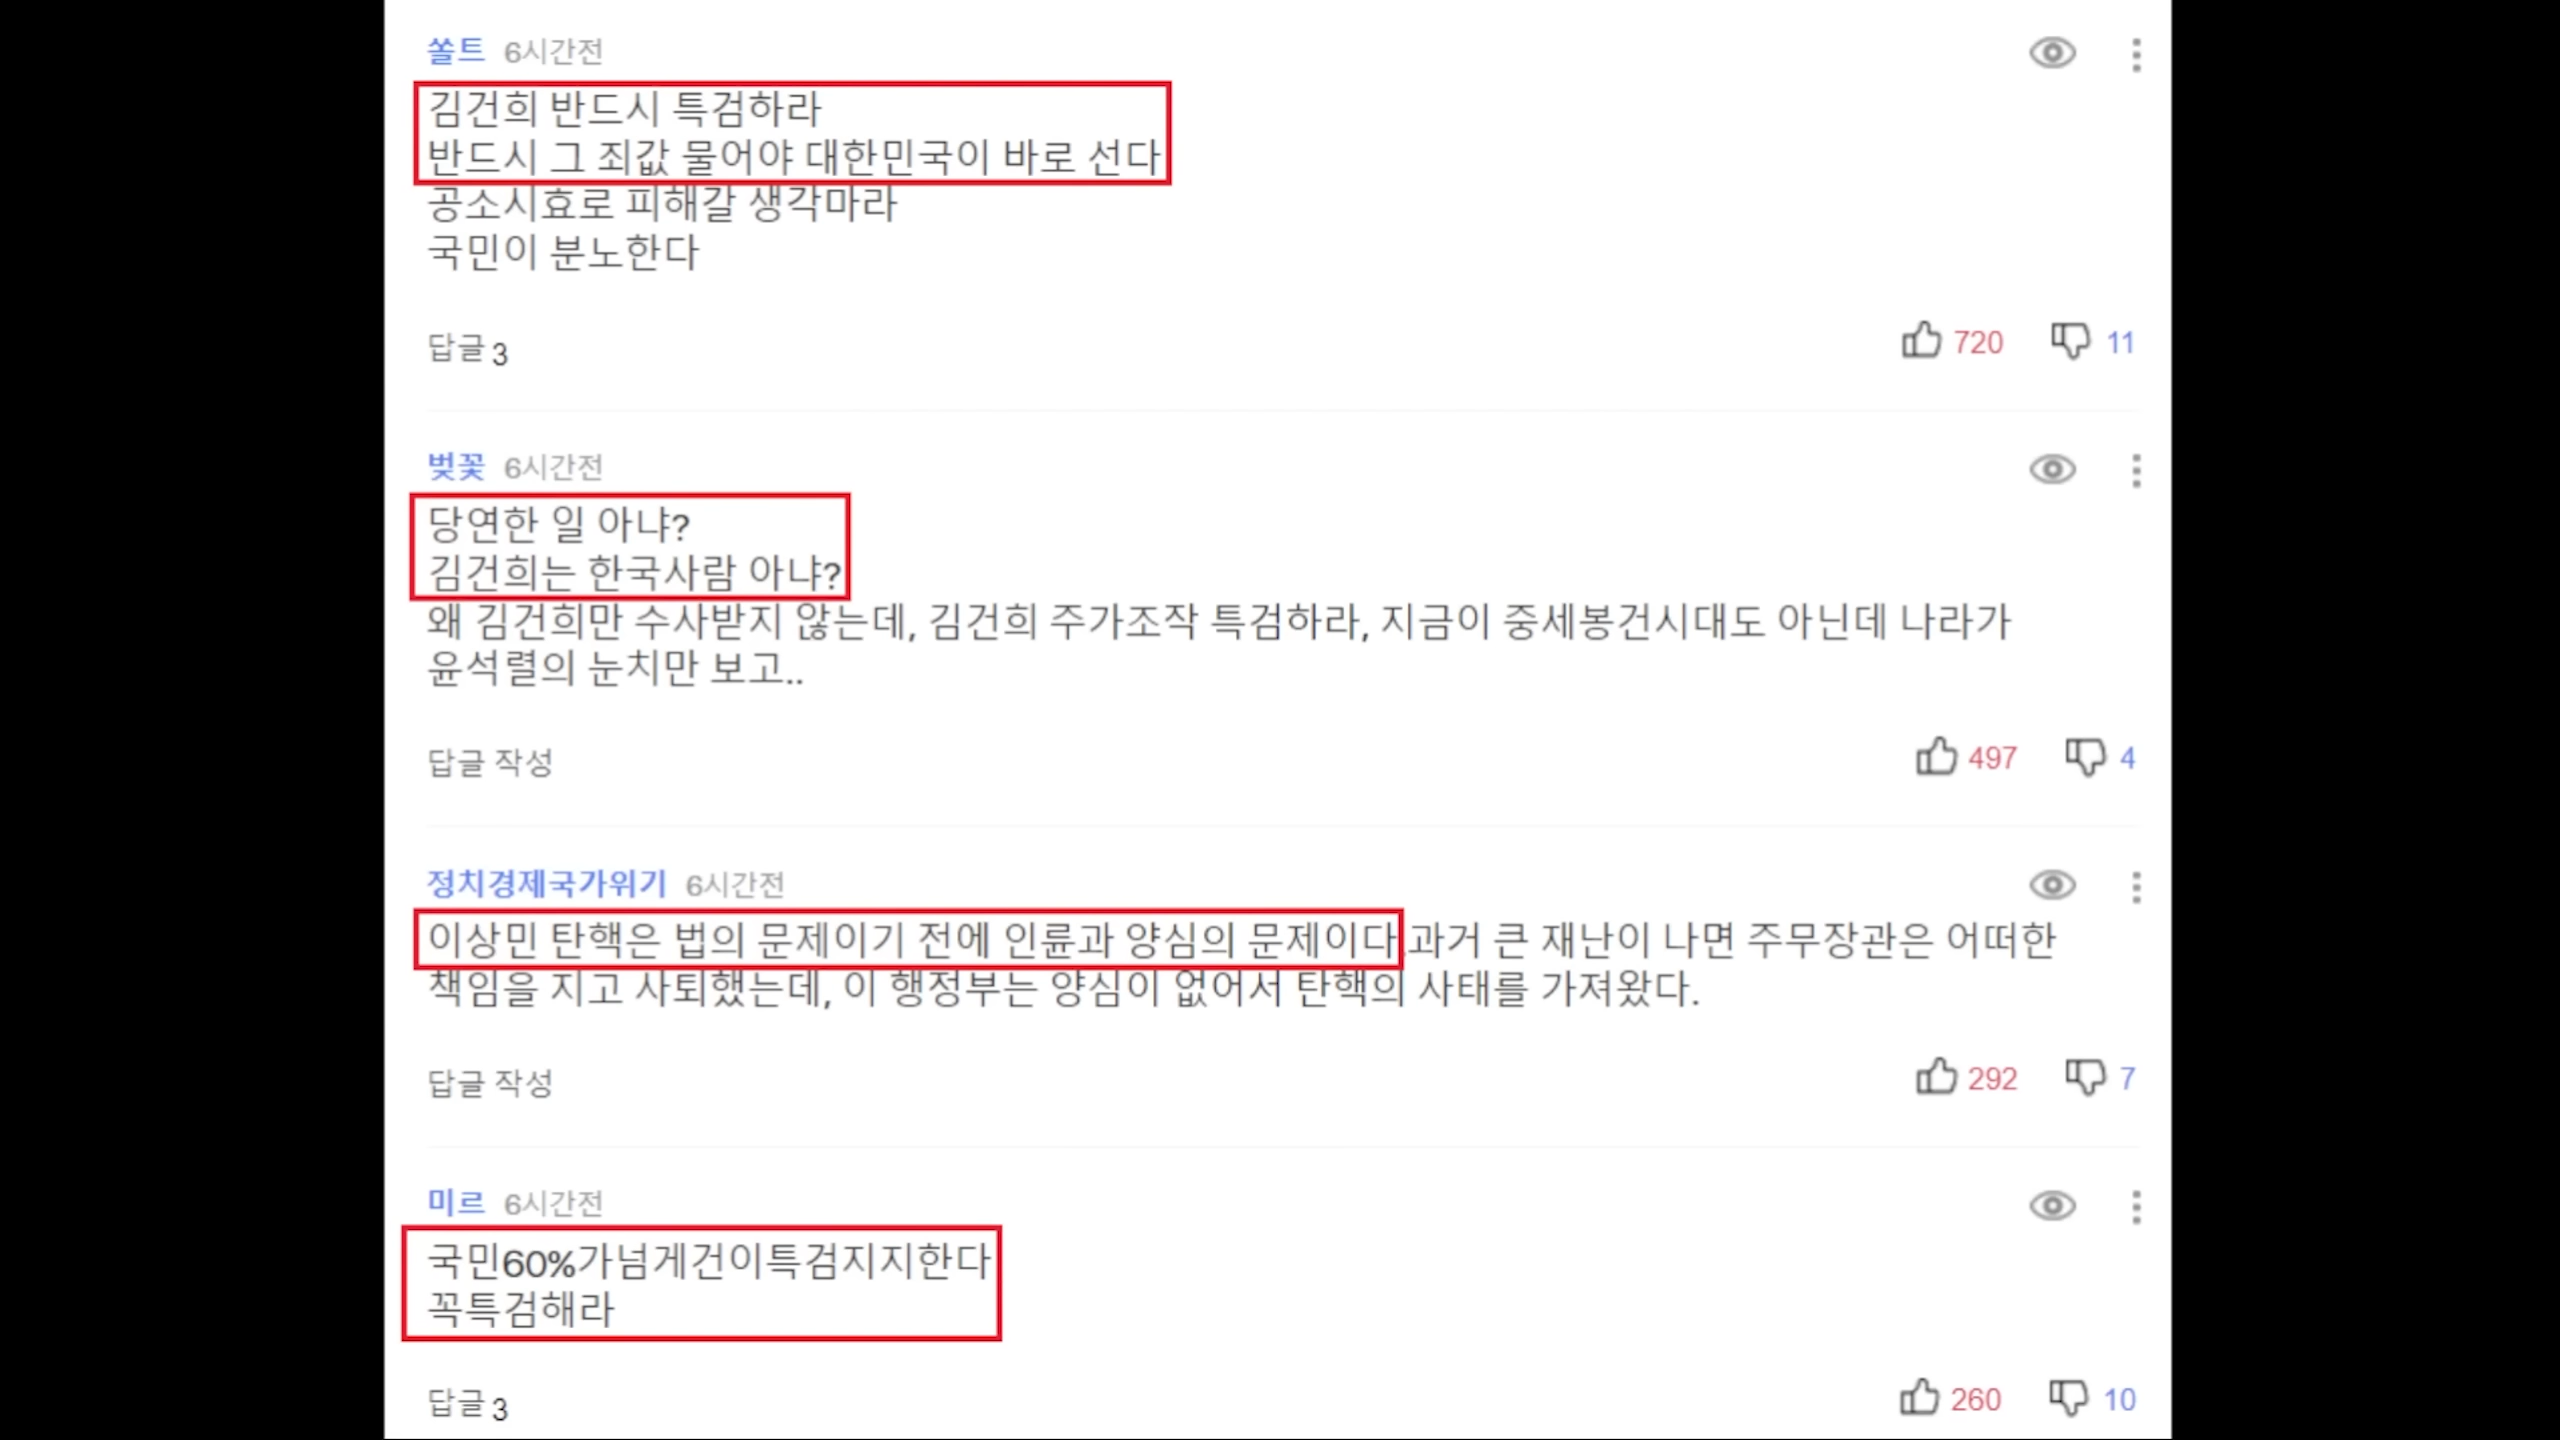 쏠트 6시간전
김건희 반드시 특검하라
반드시 그 죄값 물어야 대한민국이 바로 선다
공소시효로 피해갈 생각마라
국민이 분노한다
답글 3 720 11
벚꽃 6시간전
당연한 일 아냐?
김건희는 한국사람 아냐?
왜 김건희만 수사받지 않는데, 김건희 주가조작 특검하라, 지금이 중세봉건시대도 아닌데 나라가
윤석렬의 눈치만 보고..
답글 작성 497 4
정치경제국가위기 6시간전
이상민 탄핵은 법의 문제이기 전에 인륜과 양심의 문제이다 과거 큰 재난이 나면 주무장관은 어떠한
책임을 지고 사퇴했는데, 이 행정부는 양심이 없어서 탄핵의 사태를 가져왔다.
답글 작성 292 7
미르 6시간전
국민60%가넘게건이특검지지한다
꼭특검해라
답글 3 260 10